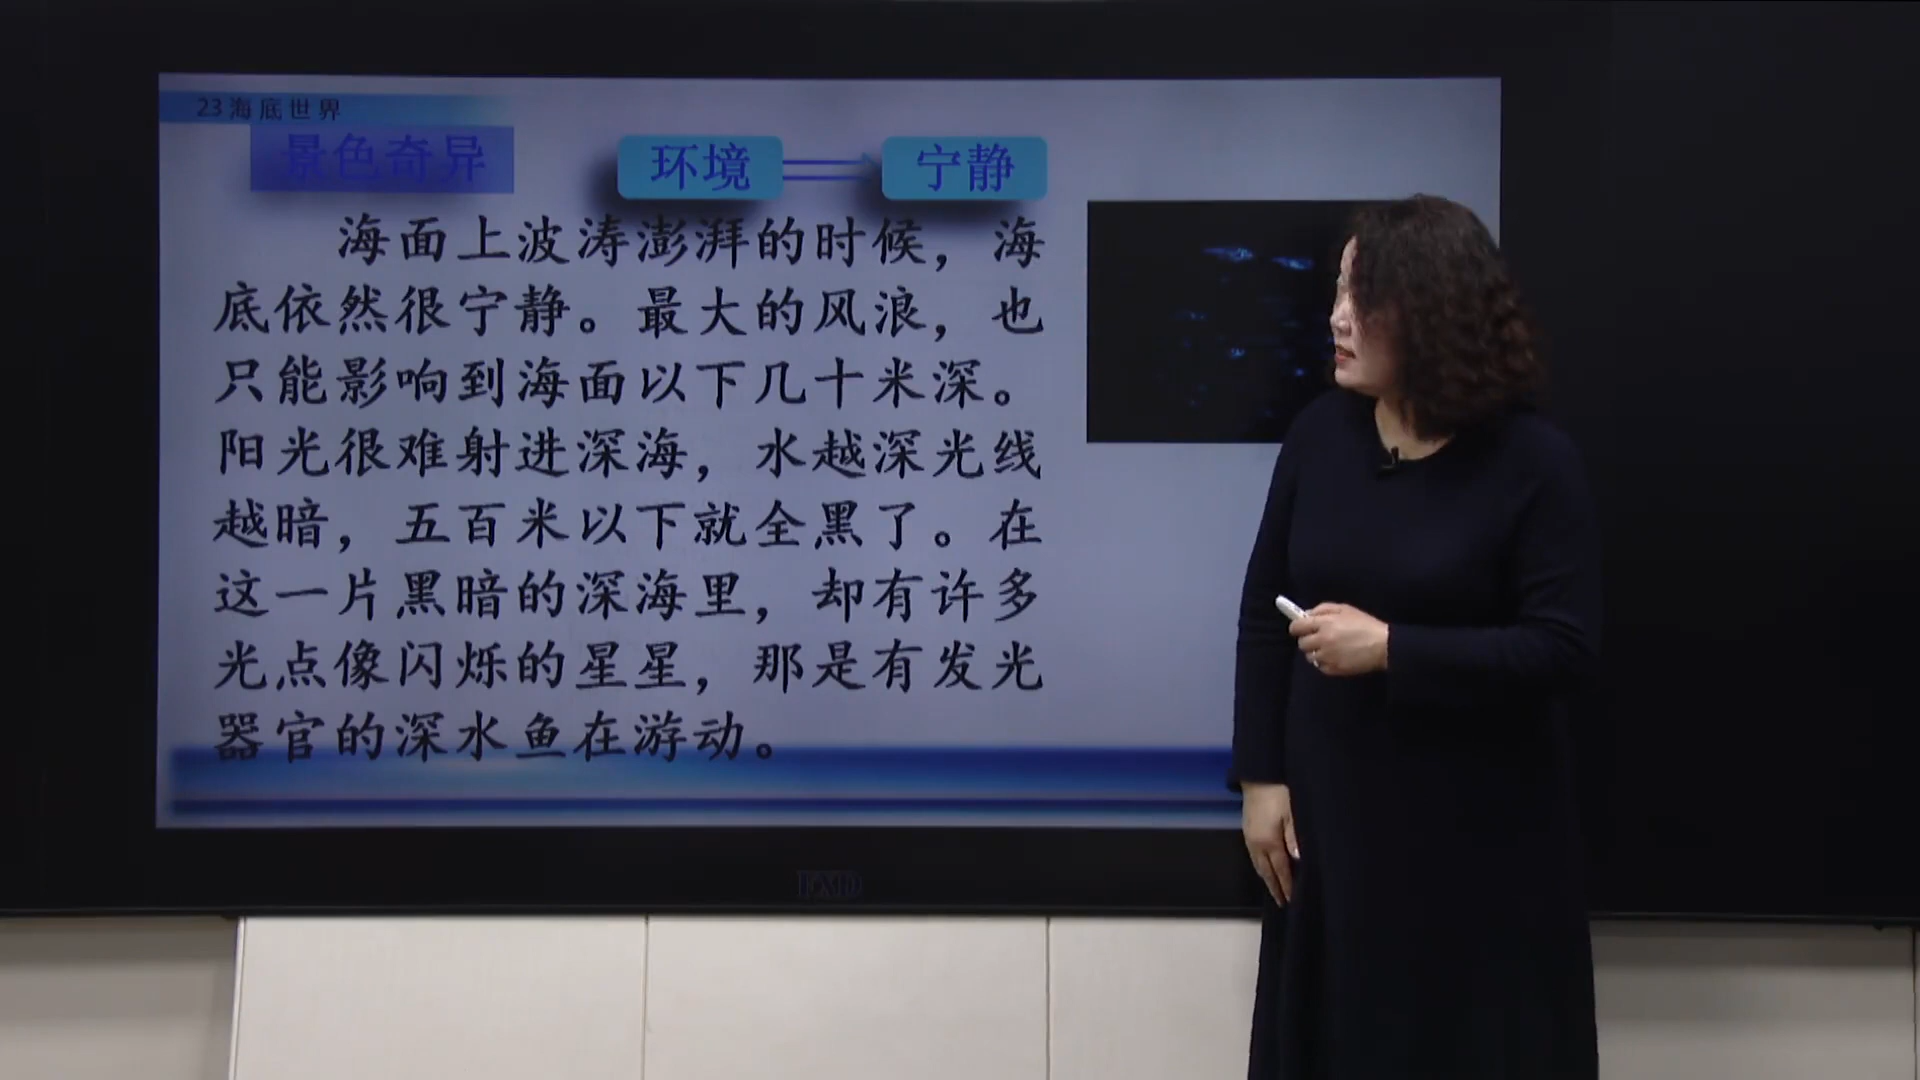 23海底世界
景色奇异
环境
宁静
海面上波涛澎湃的时候，海
底依然很宁静。最大的风浪，也
只能影响到海面以下几十米深。
阳光很难射进深海，水越深光线
越暗，五百米以下就全黑了。在
这一片黑暗的深海里，却有许多
光点像闪烁的星星，那是有发光
器官的深水鱼在游动。